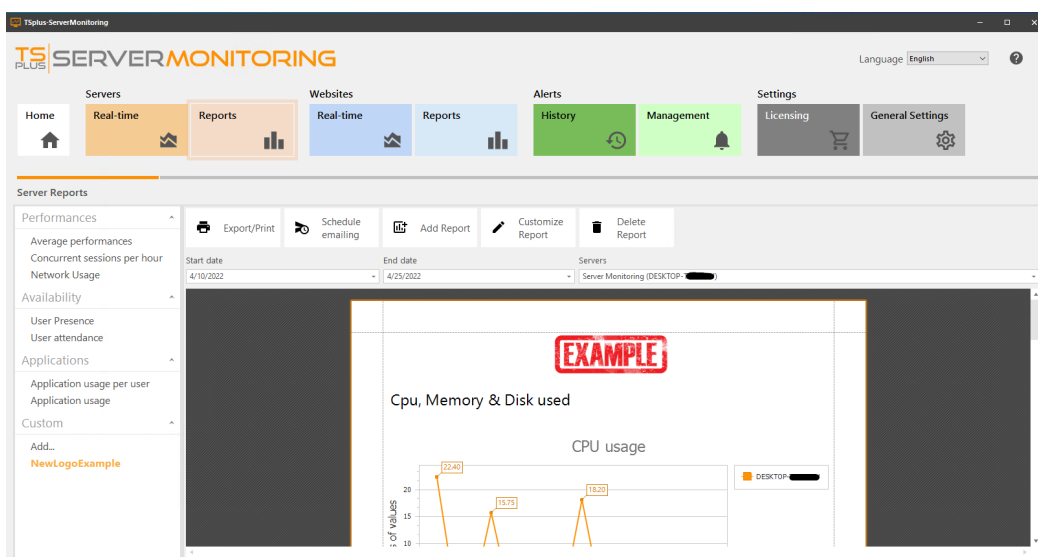 TSplus-ServerMonitoring
TS PLUS SERVERMONITORING
Language English
Servers
Websites
Alerts
Settings
Home
Real-time
Reports
Real-time
Reports
History
Management
Licensing
General Settings
Server Reports
Performances
Average performances
Concurrent sessions per hour
Network Usage
Availability
User Presence
User attendance
Applications
Application usage per user
Application usage
Custom
Add...
NewLogoExample
Export/Print
Schedule
emailing
Add Report
Customize
Report
Delete
Report
Start date
End date
Servers
4/10/2022
4/25/2022
Server Monitoring (DESKTOP-
EXAMPLE
Cpu, Memory & Disk used
CPU usage
22.40
15.75
18.20
DESKTOP-
20
15
10
of values